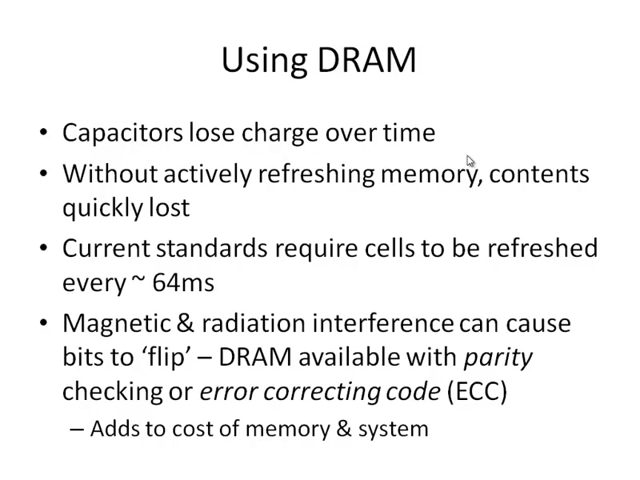 Using DRAM
• Capacitors lose charge over time
• Without actively refreshing memory, contents
quickly lost
• Current standards require cells to be refreshed
every ~ 64ms
• Magnetic & radiation interference can cause
bits to ‘flip’ – DRAM available with parity
checking or error correcting code (ECC)
– Adds to cost of memory & system